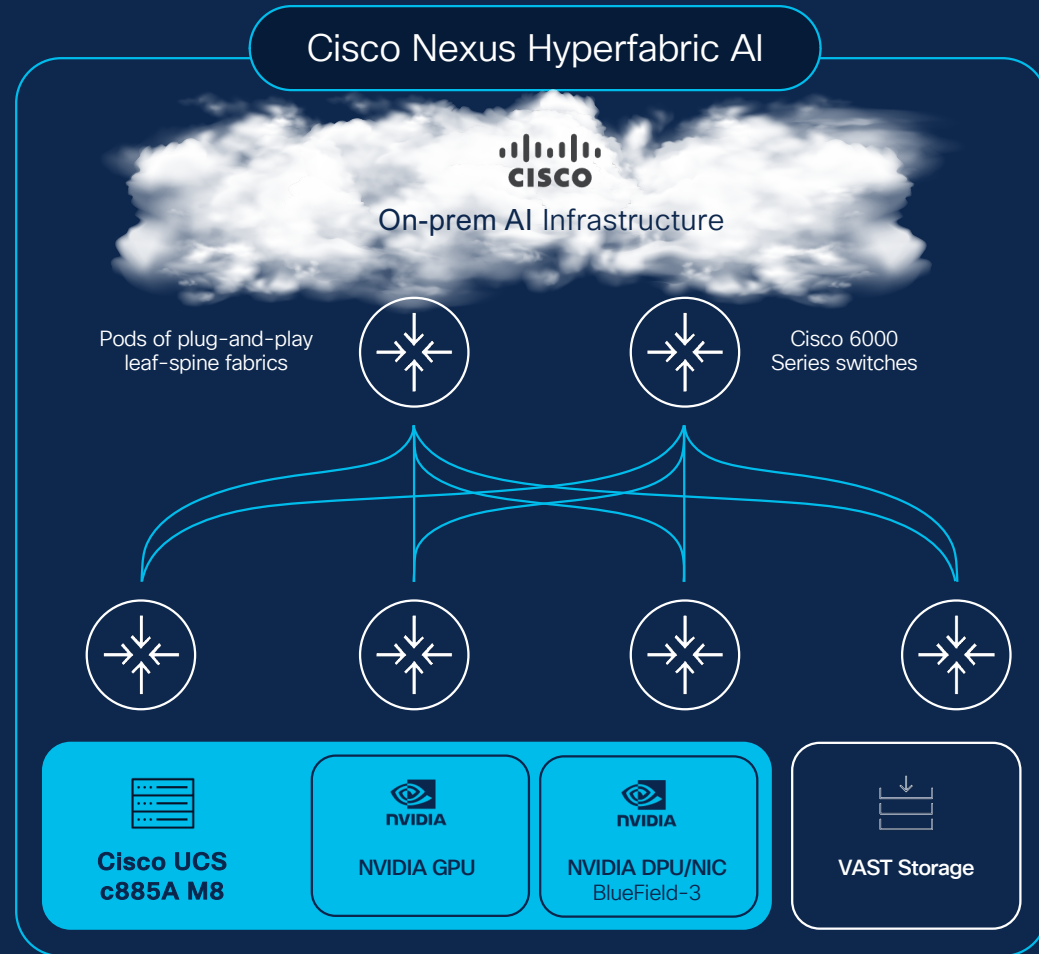 Cisco Nexus Hyperfabric AI
CISCO
On-prem AI Infrastructure
Pods of plug-and-play
leaf-spine fabrics
Cisco 6000
Series switches
Cisco UCS
c885A M8
NVIDIA
NVIDIA GPU
NVIDIA
NVIDIA DPU/NIC
BlueField-3
VAST Storage